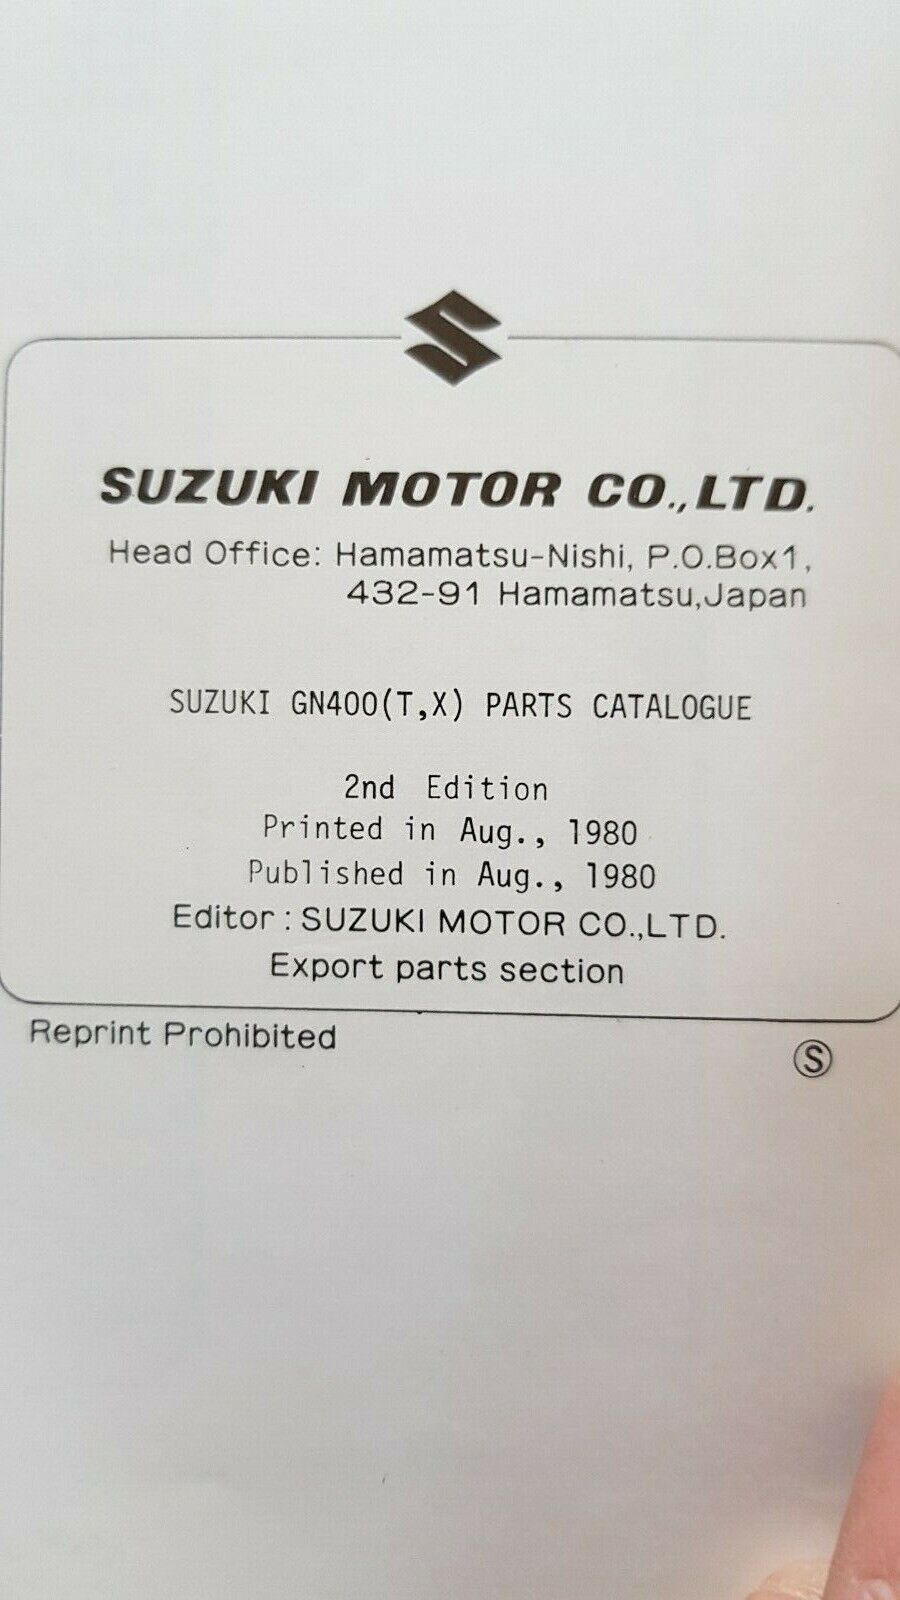 SUZUKI MOTOR CO.,LTD.
Head Office: Hamamatsu-Nishi, P.O.Box1,
432-91 Hamamatsu,Japan
SUZUKI GN400(T,X) PARTS CATALOGUE
2nd Edition
Printed in Aug., 1980
Published in Aug., 1980
Editor : SUZUKI MOTOR CO.,LTD.
Export parts section
Reprint Prohibited
Ⓢ